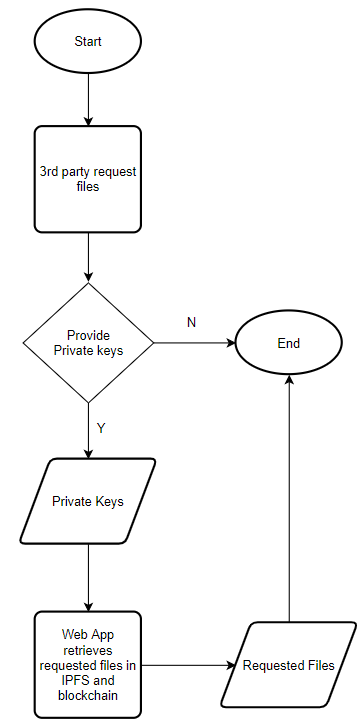 Start
3rd party request
files
Provide
Private keys
N
End
Y
Private Keys
Web App
retrieves
requested files in
IPFS and
blockchain
Requested Files